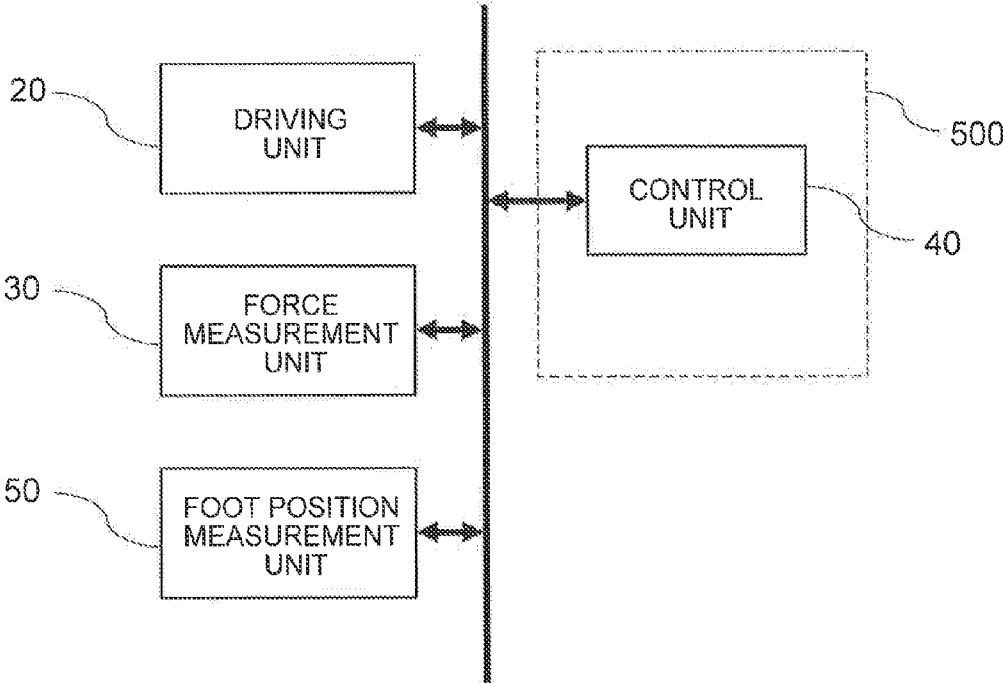 20
DRIVING
UNIT
500
CONTROL
UNIT
40
30
FORCE
MEASUREMENT
UNIT
50
FOOT POSITION
MEASUREMENT
UNIT